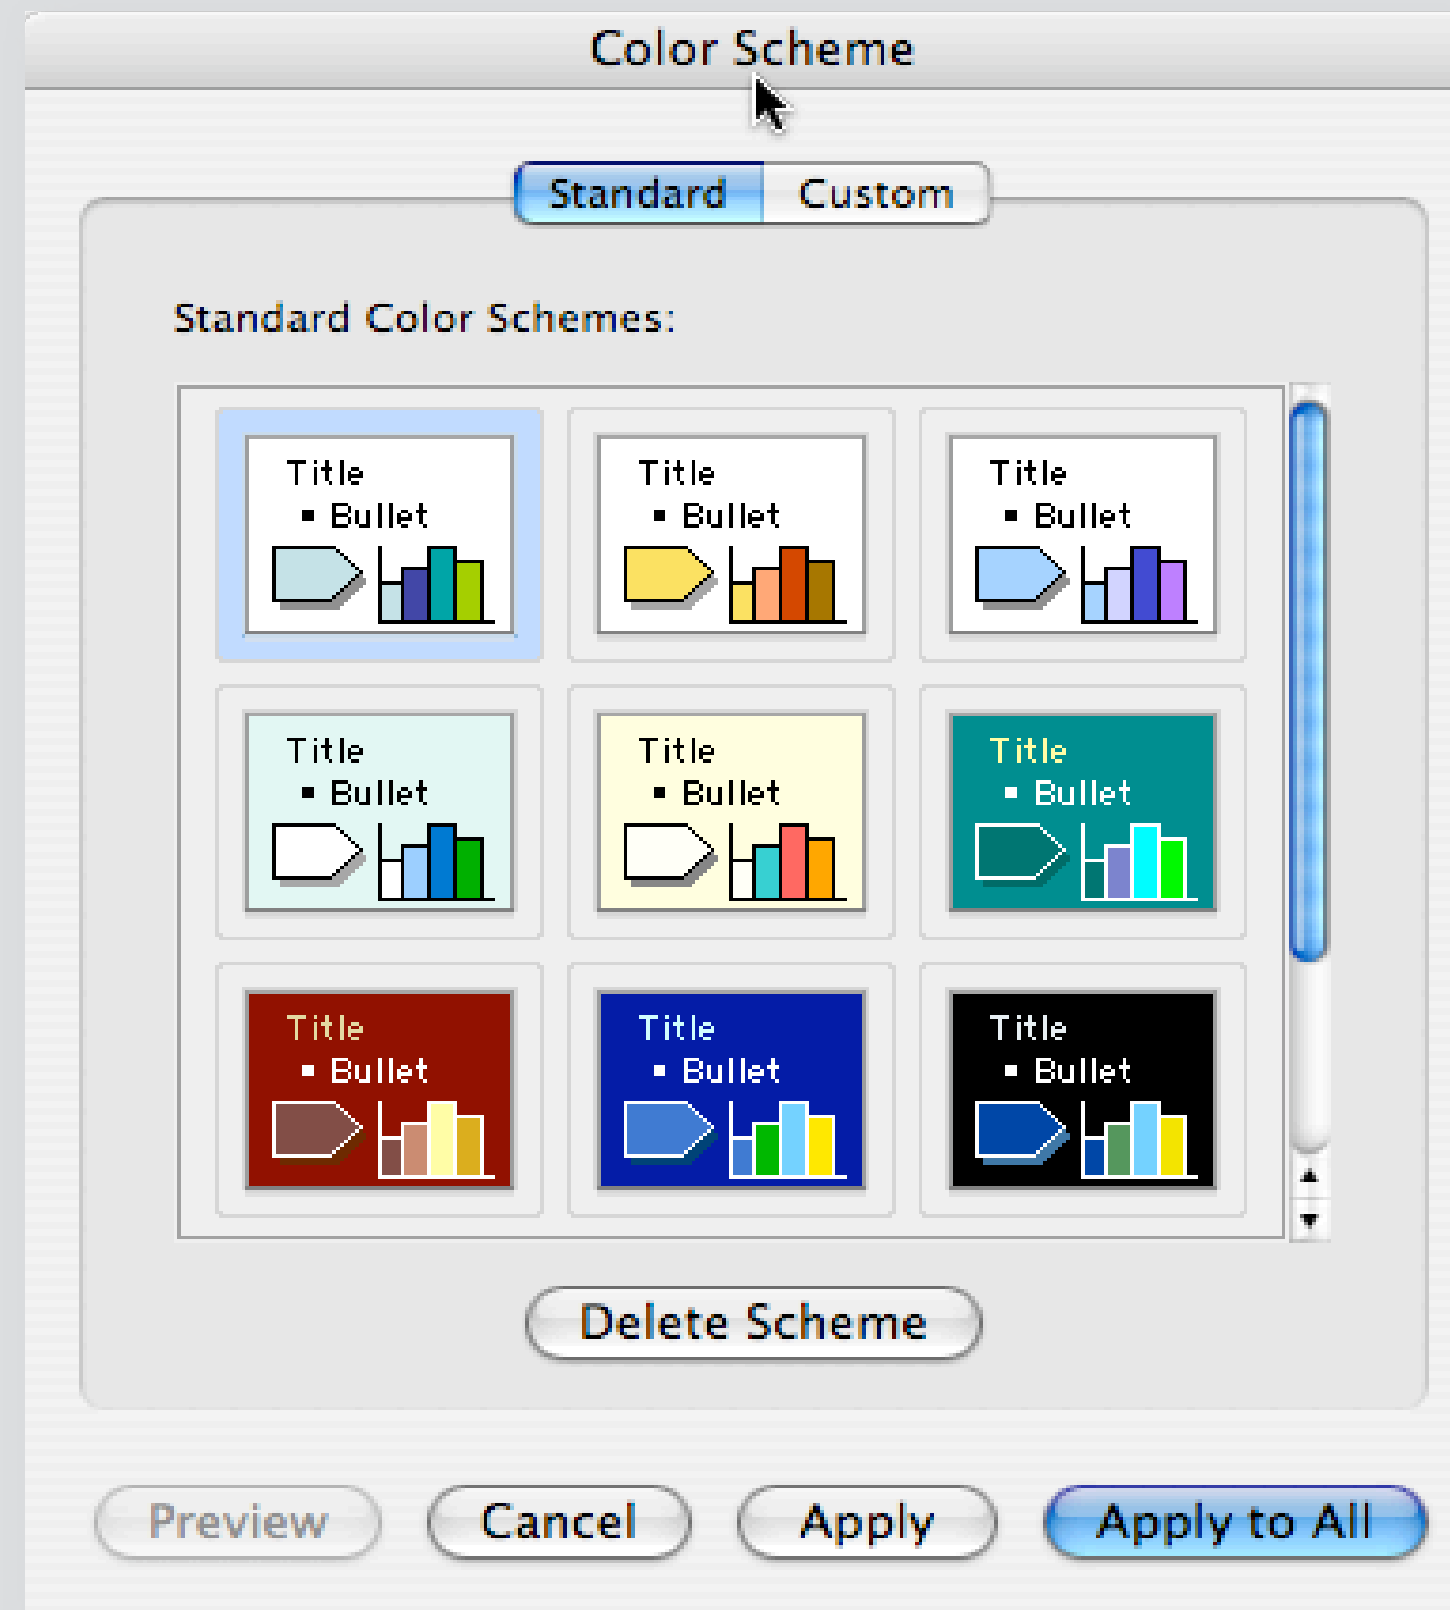 Color Scheme
Standard Custom
Standard Color Schemes:
Title Title Title
▪ Bullet ▪ Bullet ▪ Bullet
Title Title Title
▪ Bullet ▪ Bullet ▪ Bullet
Title Title Title
▪ Bullet ▪ Bullet ▪ Bullet
Delete Scheme
Preview Cancel Apply Apply to All